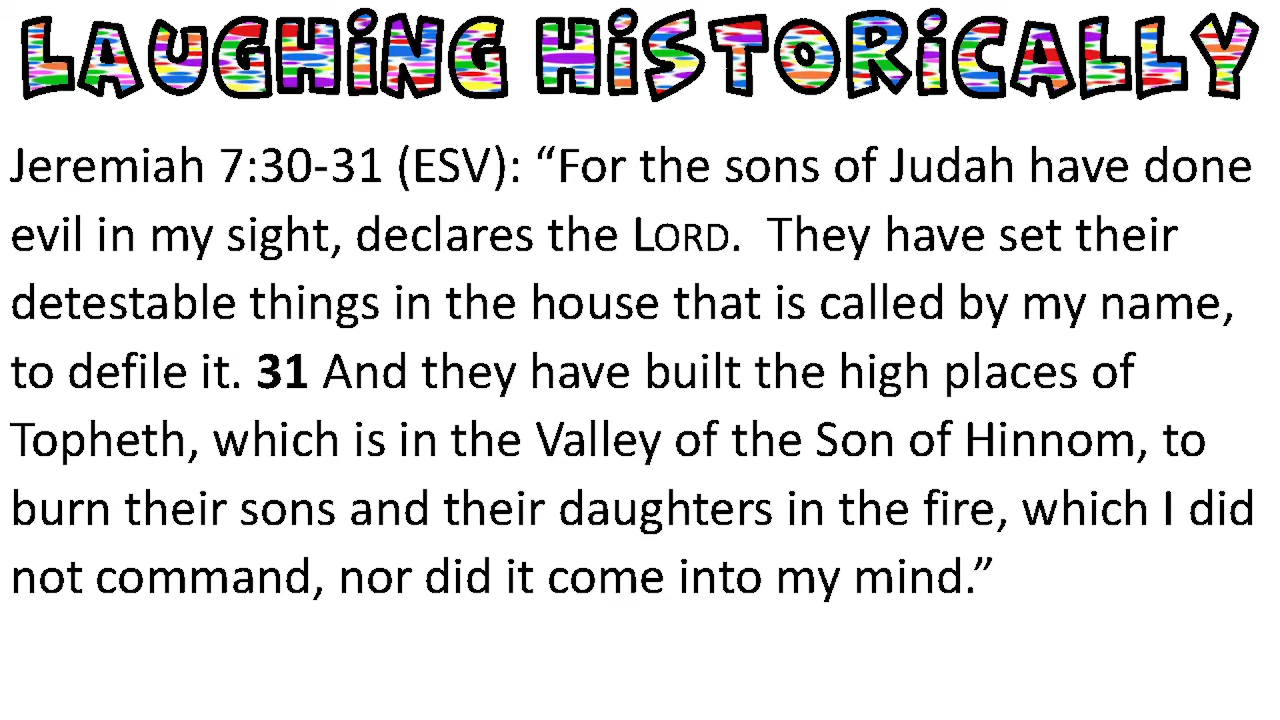 LAUGHiNG HiSTORiCALLY
Jeremiah 7:30-31 (ESV): “For the sons of Judah have done
evil in my sight, declares the LORD.  They have set their
detestable things in the house that is called by my name,
to defile it. 31 And they have built the high places of
Topheth, which is in the Valley of the Son of Hinnom, to
burn their sons and their daughters in the fire, which I did
not command, nor did it come into my mind.”